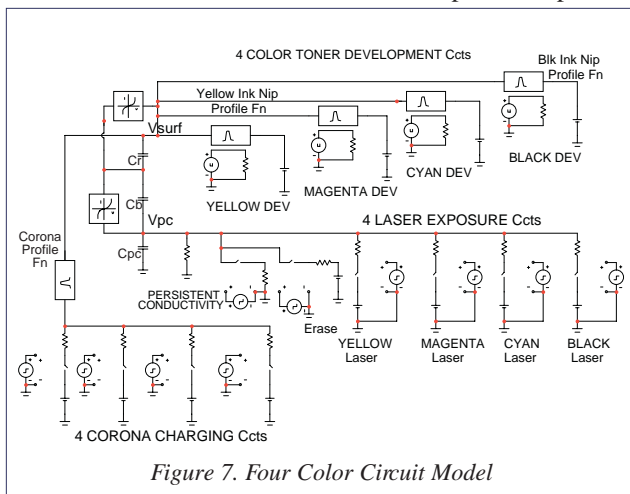 4 COLOR TONER DEVELOPMENT Ccts
Blk Ink Nip
Profile Fn
Yellow Ink Nip
Profile Fn
Vsurf
BLACK DEV
CYAN DEV
MAGENTA DEV
YELLOW DEV
Cr
Cb
Vpc
Cpc
4 LASER EXPOSURE Ccts
Corona
Profile
Fn
PERSISTENT
CONDUCTIVITY
Erase
YELLOW
Laser
MAGENTA
Laser
CYAN
Laser
BLACK
Laser
4 CORONA CHARGING Ccts
Figure 7. Four Color Circuit Model